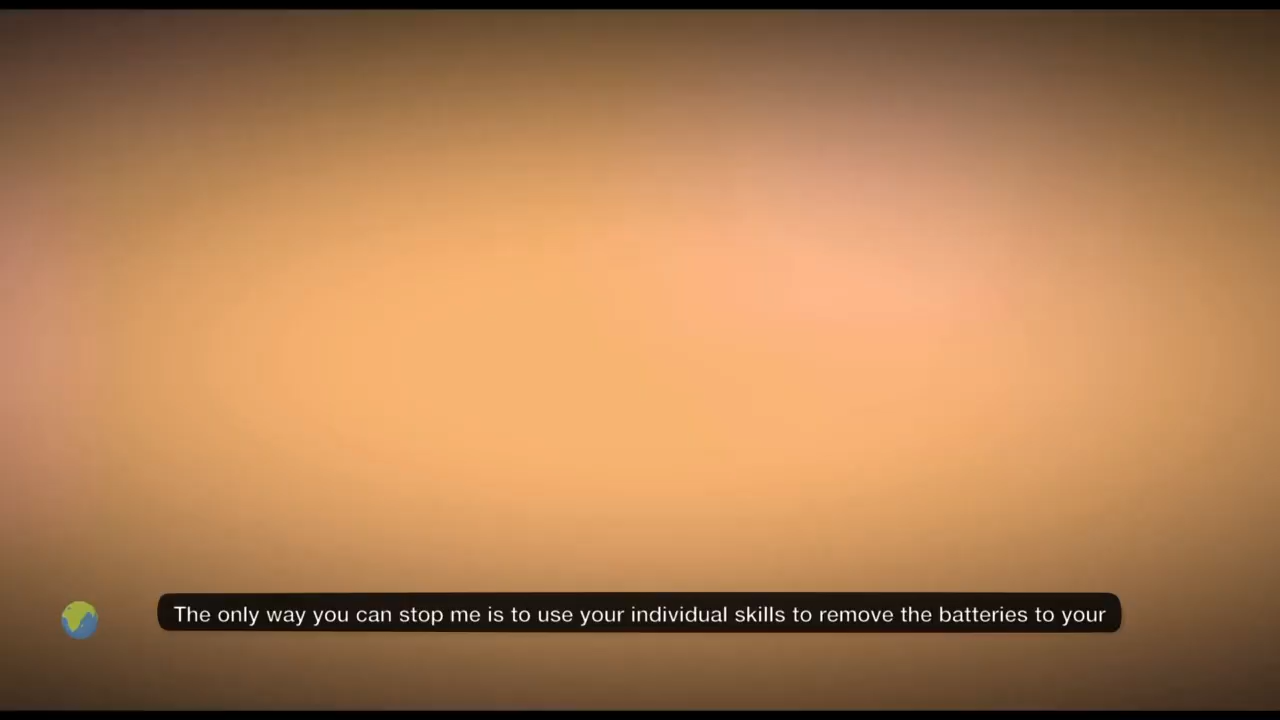 The only way you can stop me is to use your individual skills to remove the batteries to your